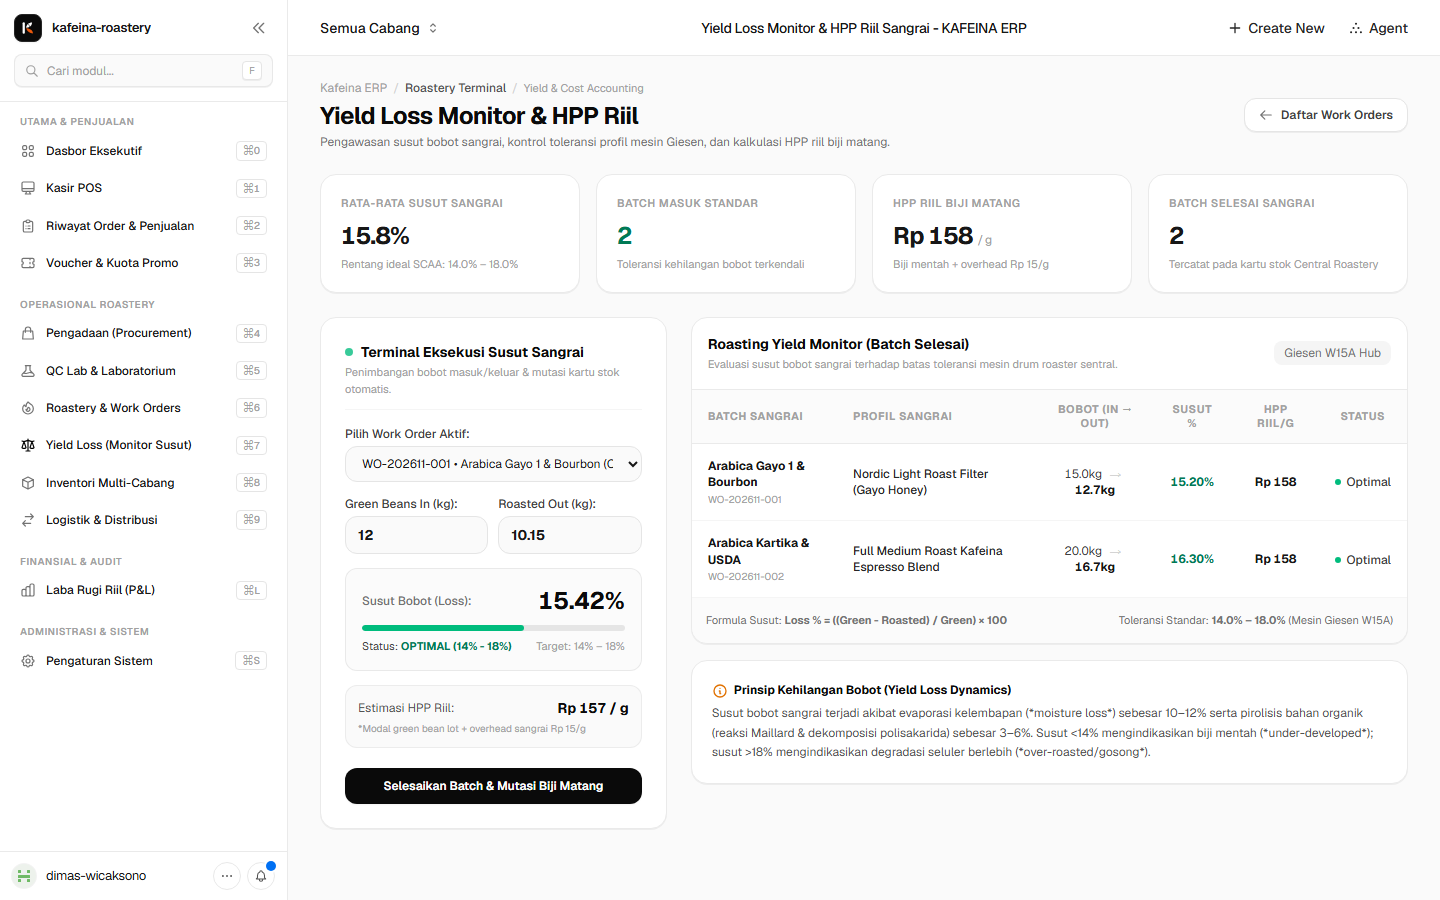 kafeina-roastery
Cari modul...
F
UTAMA & PENJUALAN
Dasbor Eksekutif
⌘0
Kasir POS
⌘1
Riwayat Order & Penjualan
⌘2
Voucher & Kuota Promo
⌘3
OPERASIONAL ROASTERY
Pengadaan (Procurement)
⌘4
QC Lab & Laboratorium
⌘5
Roastery & Work Orders
⌘6
Yield Loss (Monitor Susut)
⌘7
Inventori Multi-Cabang
⌘8
Logistik & Distribusi
⌘9
FINANSIAL & AUDIT
Laba Rugi Riil (P&L)
⌘L
ADMINISTRASI & SISTEM
Pengaturan Sistem
⌘S
dimas-wicaksono
Semua Cabang
Yield Loss Monitor & HPP Riil Sangrai - KAFEINA ERP
Create New
Agent
Kafeina ERP / Roastery Terminal / Yield & Cost Accounting
Yield Loss Monitor & HPP Riil
Pengawasan susut bobot sangrai, kontrol toleransi profil mesin Giesen, dan kalkulasi HPP riil biji matang.
← Daftar Work Orders
RATA-RATA SUSUT SANGRAI
15.8%
Rentang ideal SCAA: 14.0% – 18.0%
BATCH MASUK STANDAR
2
Toleransi kehilangan bobot terkendali
HPP RIIL BIJI MATANG
Rp 158 / g
Biji mentah + overhead Rp 15/g
BATCH SELESAI SANGRAI
2
Tercatat pada kartu stok Central Roastery
Terminal Eksekusi Susut Sangrai
Penimbangan bobot masuk/keluar & mutasi kartu stok
otomatis.
Pilih Work Order Aktif:
WO-202611-001 • Arabica Gayo 1 & Bourbon (C
Green Beans In (kg):
Roasted Out (kg):
12
10.15
Susut Bobot (Loss):
15.42%
Status: OPTIMAL (14% - 18%)
Target: 14% – 18%
Estimasi HPP Riil:
Rp 157 / g
*Modal green bean lot + overhead sangrai Rp 15/g
Selesaikan Batch & Mutasi Biji Matang
Roasting Yield Monitor (Batch Selesai)
Evaluasi susut bobot sangrai terhadap batas toleransi mesin drum roaster sentral.
Giesen W15A Hub
BATCH SANGRAI
PROFIL SANGRAI
BOBOT (IN →
OUT)
SUSUT
%
HPP
RIIL/G
STATUS
Arabica Gayo 1 &
Bourbon
WO-202611-001
Nordic Light Roast Filter
(Gayo Honey)
15.0kg →
12.7kg
15.20%
Rp 158
Optimal
Arabica Kartika &
USDA
WO-202611-002
Full Medium Roast Kafeina
Espresso Blend
20.0kg →
16.7kg
16.30%
Rp 158
Optimal
Formula Susut: Loss % = ((Green - Roasted) / Green) × 100
Toleransi Standar: 14.0% – 18.0% (Mesin Giesen W15A)
Prinsip Kehilangan Bobot (Yield Loss Dynamics)
Susut bobot sangrai terjadi akibat evaporasi kelembapan (*moisture loss*) sebesar 10–12% serta pirolisis bahan organik
(reaksi Maillard & dekomposisi polisakarida) sebesar 3–6%. Susut <14% mengindikasikan biji mentah (*under-developed*);
susut >18% mengindikasikan degradasi seluler berlebih (*over-roasted/gosong*).